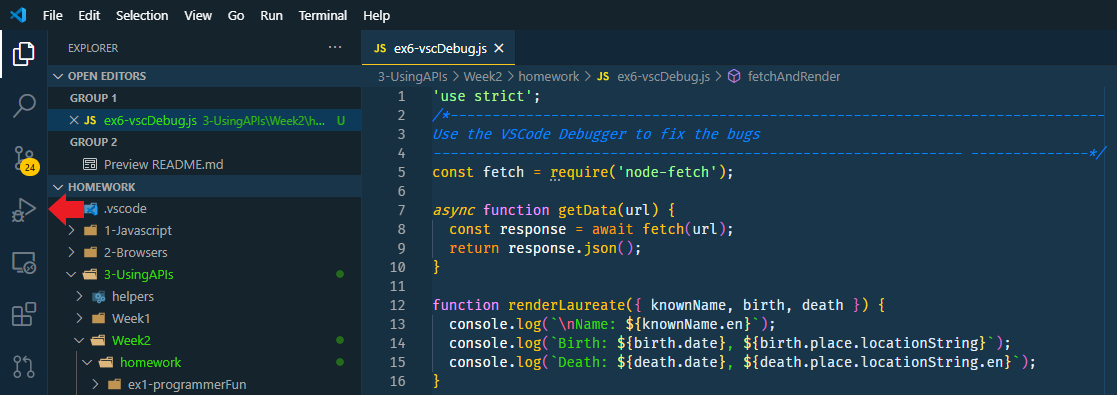 File Edit Selection View Go Run Terminal Help
EXPLORER ···
OPEN EDITORS
GROUP 1
JS ex6-vscDebug.js 3-UsingAPIs\Week2\h... U
GROUP 2
Preview README.md
HOMEWORK
.vscode
1-Javascript
2-Browsers
3-UsingAPIs
helpers
Week1
Week2
homework
ex1-programmerFun
24
JS ex6-vscDebug.js
3-UsingAPIs > Week2 > homework > JS ex6-vscDebug.js > fetchAndRender
1 'use strict';
2 /*------------------------------------------------------------------------------
3 Use the VSCode Debugger to fix the bugs
4 --------------------------------------------------------------- --------------*/
5 const fetch = require('node-fetch');
6
7 async function getData(url) {
8 const response = await fetch(url);
9 return response.json();
10 }
11
12 function renderLaureate({ knownName, birth, death }) {
13 console.log(`\nName: ${knownName.en}`);
14 console.log(`Birth: ${birth.date}, ${birth.place.locationString}`);
15 console.log(`Death: ${death.date}, ${death.place.locationString.en}`);
16 }